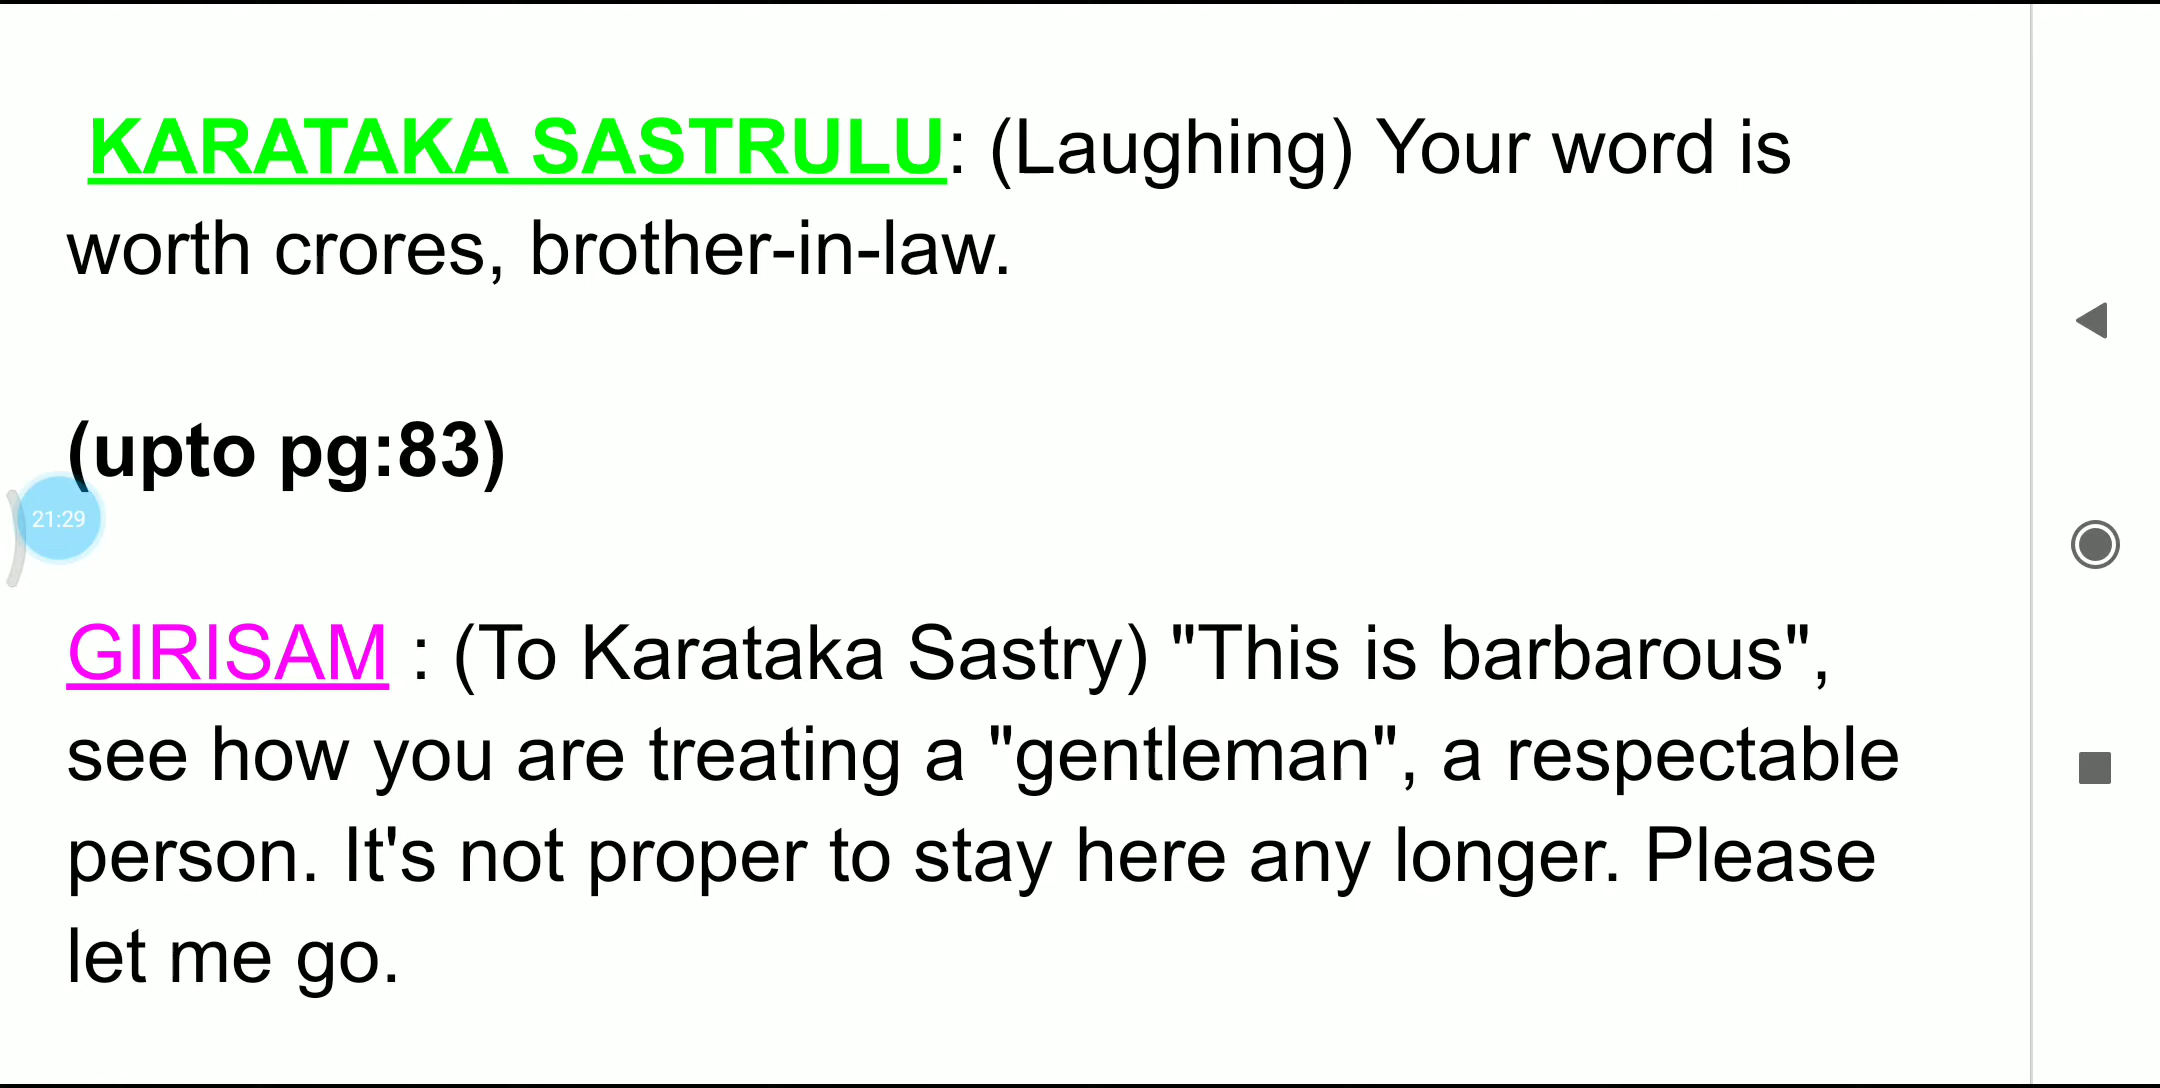 KARATAKA SASTRULU: (Laughing) Your word is
worth crores, brother-in-law.
(upto pg:83)
21:29
GIRISAM : (To Karataka Sastry) "This is barbarous",
see how you are treating a "gentleman", a respectable
person. It's not proper to stay here any longer. Please
let me go.